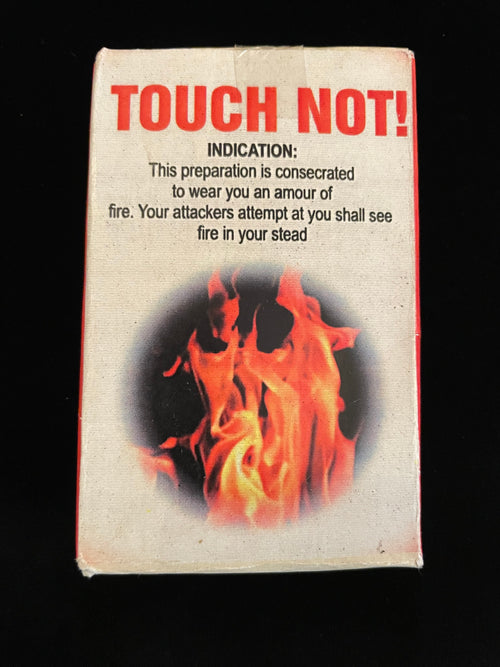 TOUCH NOT!
INDICATION:
This preparation is consecrated
to wear you an amour of
fire. Your attackers attempt at you shall see
fire in your stead